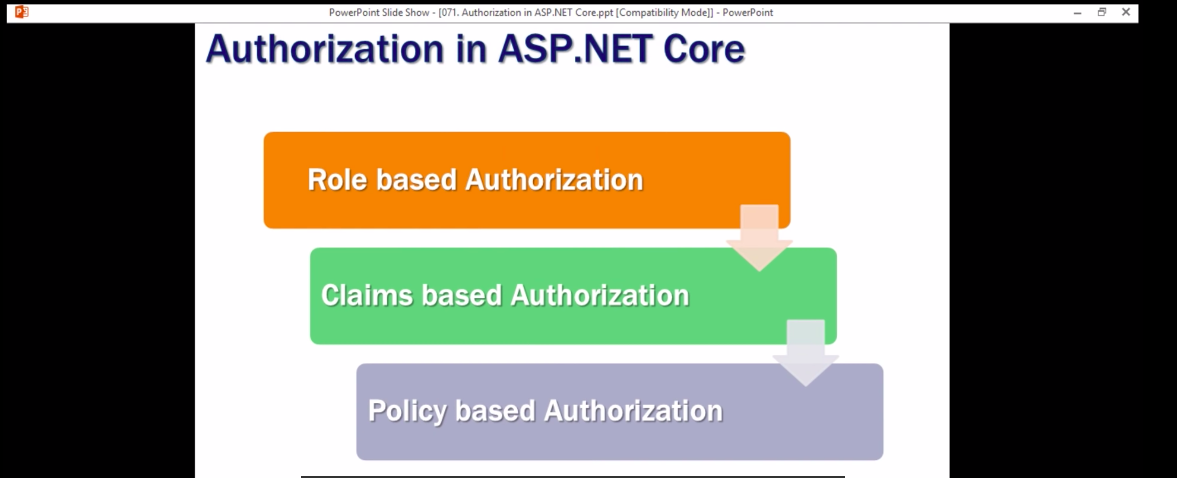 PowerPoint Slide Show - [071. Authorization in ASP.NET Core.ppt [Compatibility Mode]] - PowerPoint
Authorization in ASP.NET Core
Role based Authorization
Claims based Authorization
Policy based Authorization